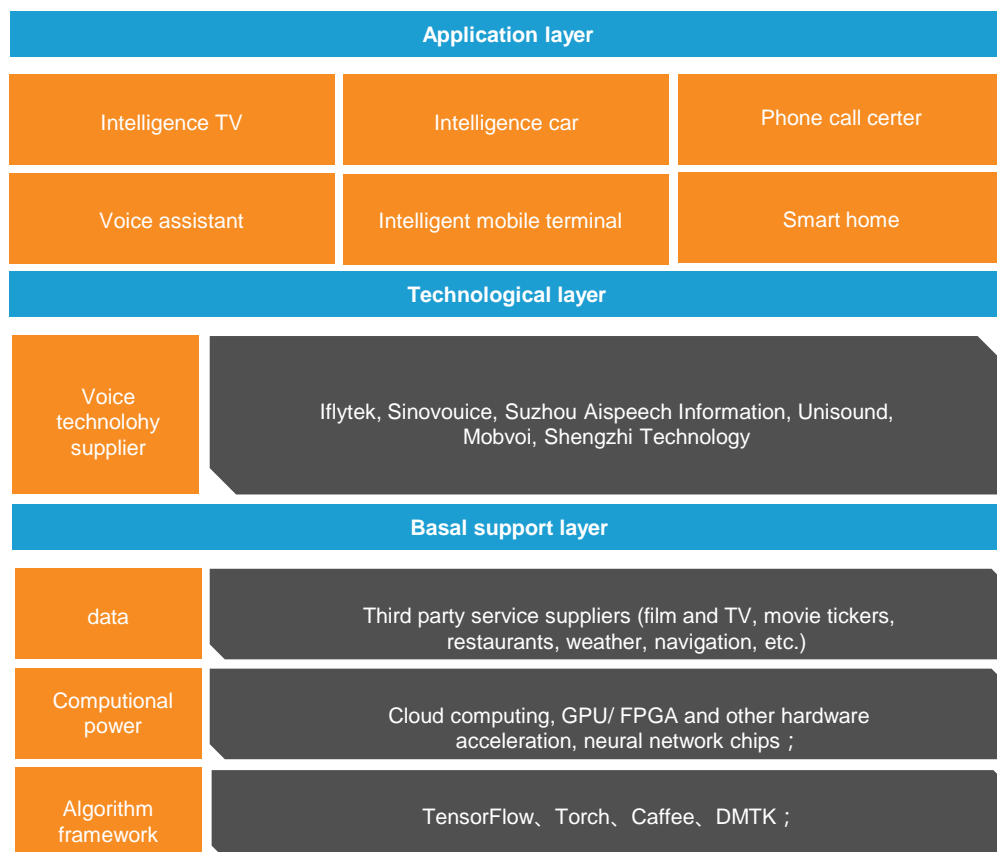 Application layer
Intelligence TV
Intelligence car
Phone call certer
Voice assistant
Intelligent mobile terminal
Smart home
Technological layer
Voice
technolohy
supplier
Iflytek, Sinovouice, Suzhou Aispeech Information, Unisound,
Mobvoi, Shengzhi Technology
Basal support layer
data
Third party service suppliers (film and TV, movie tickers,
restaurants, weather, navigation, etc.)
Computional
power
Cloud computing, GPU/ FPGA and other hardware
acceleration, neural network chips；
Algorithm
framework
TensorFlow、Torch、Caffee、DMTK；